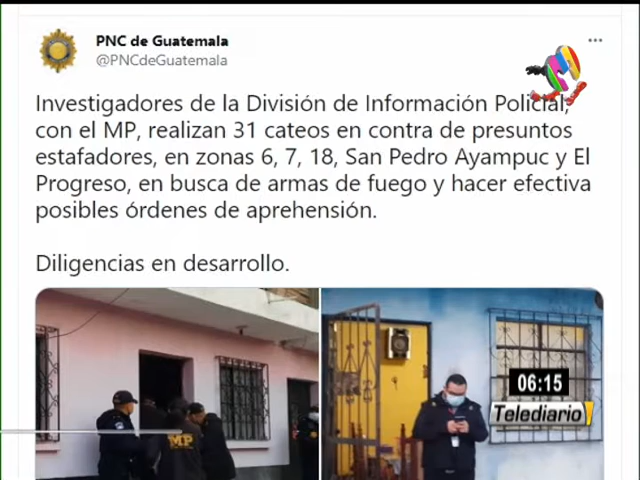 PNC de Guatemala
@PNCdeGuatemala
Investigadores de la División de Información Policial,
con el MP, realizan 31 cateos en contra de presuntos
estafadores, en zonas 6, 7, 18, San Pedro Ayampuc y El
Progreso, en busca de armas de fuego y hacer efectiva
posibles órdenes de aprehensión.
Diligencias en desarrollo.
06:15
Telediario
MP